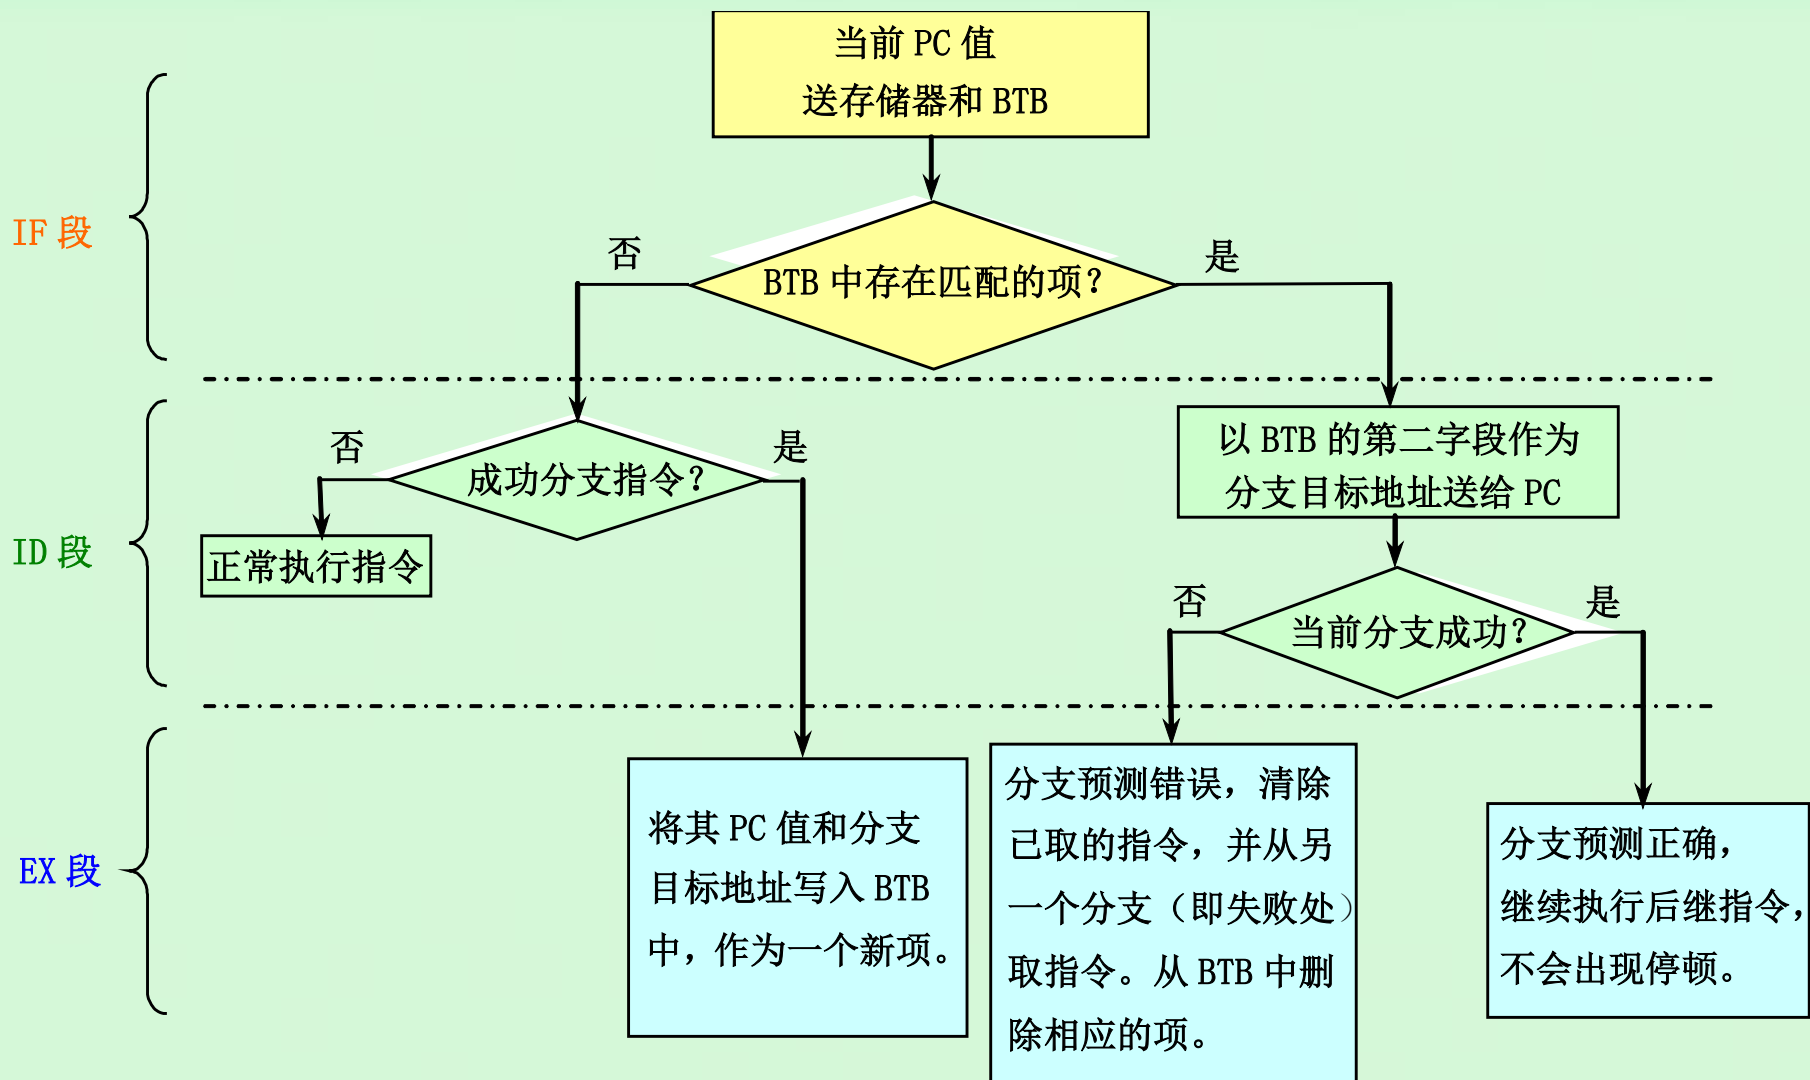 当前 PC 值
送存储器和 BTB
IF 段
否
是
BTB 中存在匹配的项？
否
是
成功分支指令？
以 BTB 的第二字段作为
分支目标地址送给 PC
ID 段
正常执行指令
否
是
当前分支成功？
EX 段
将其 PC 值和分支
目标地址写入 BTB
中，作为一个新项。
分支预测错误，清除
已取的指令，并从另
一个分支（即失败处）
取指令。从 BTB 中删
除相应的项。
分支预测正确，
继续执行后继指令，
不会出现停顿。